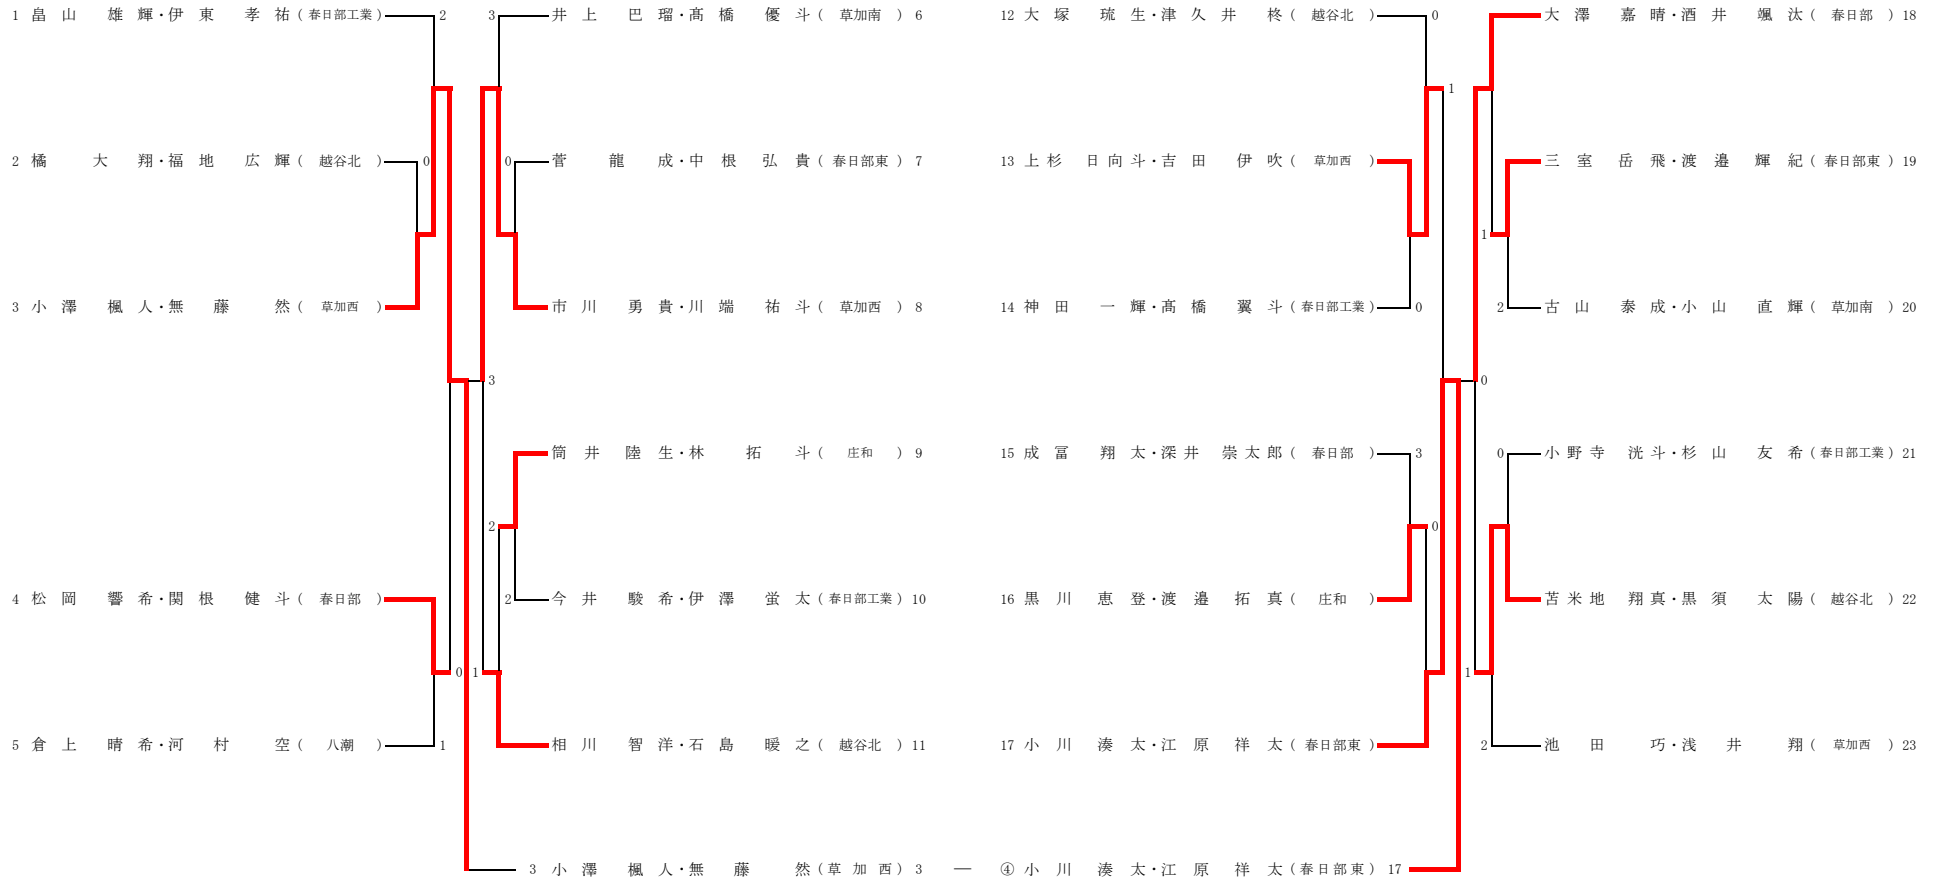 1 畠山 雄輝・伊東 孝祐 ( 春日部工業 ) 2
3 井上 巴瑠・髙橋 優斗 ( 草加南 ) 6
12 大塚 琉生・津久井 柊 ( 越谷北 ) 0
大澤 嘉晴・酒井 颯汰 ( 春日部 ) 18
1
2 橘 大翔・福地 広輝 ( 越谷北 ) 0
0 菅 龍成・中根 弘貴 ( 春日部東 ) 7
13 上杉 日向斗・吉田 伊吹 ( 草加西 )
三室 岳飛・渡邉 輝紀 ( 春日部東 ) 19
1
3 小澤 楓人・無藤 然 ( 草加西 )
市川 勇貴・川端 祐斗 ( 草加西 ) 8
14 神田 一輝・髙橋 翼斗 ( 春日部工業 ) 0
2 古山 泰成・小山 直輝 ( 草加南 ) 20
3
0
筒井 陸生・林 拓斗 ( 庄和 ) 9
15 成冨 翔太・深井 崇太郎 ( 春日部 ) 3
0 小野寺 洸斗・杉山 友希 ( 春日部工業 ) 21
2
0
4 松岡 響希・関根 健斗 ( 春日部 )
2 今井 駿希・伊澤 蛍太 ( 春日部工業 ) 10
16 黒川 恵登・渡邉 拓真 ( 庄和 )
苫米地 翔真・黒須 太陽 ( 越谷北 ) 22
0 1
1
5 倉上 晴希・河村 空 ( 八潮 ) 1
相川 智洋・石島 暖之 ( 越谷北 ) 11
17 小川 湊太・江原 祥太 ( 春日部東 )
2 池田 巧・浅井 翔 ( 草加西 ) 23
3 小澤 楓人・無藤 然 ( 草加西 ) 3 ― ④ 小川 湊太・江原 祥太 ( 春日部東 ) 17